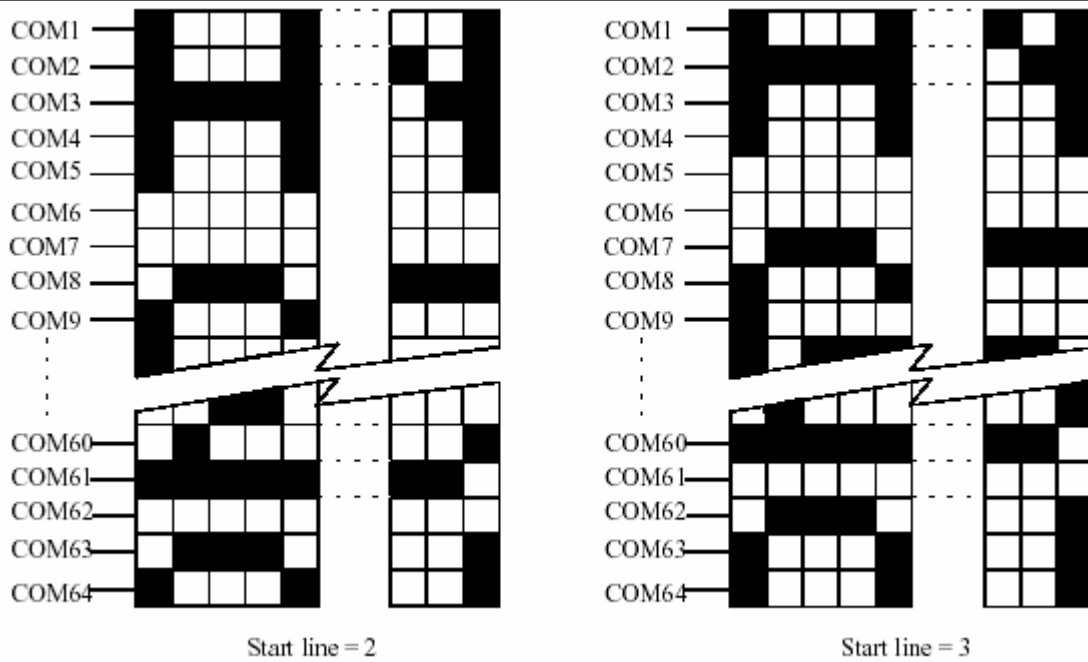 COM1 COM1
COM2 COM2
COM3 COM3
COM4 COM4
COM5 COM5
COM6 COM6
COM7 COM7
COM8 COM8
COM9 COM9
COM60 COM60
COM61 COM61
COM62 COM62
COM63 COM63
COM64 COM64
Start line = 2 Start line = 3